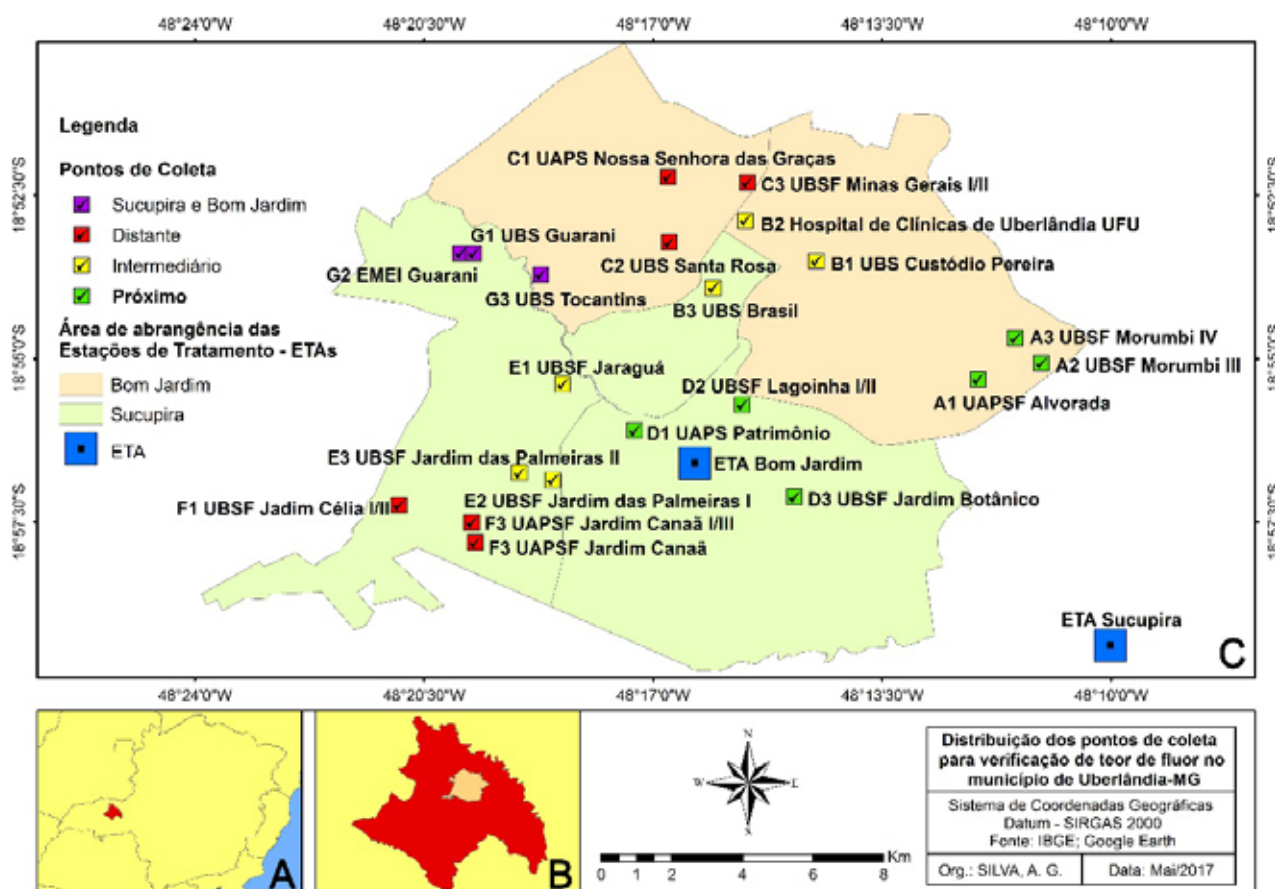 48°24'0"W 48°20'30"W 48°17'0"W 48°13'30"W 48°10'0"W
Legenda
Pontos de Coleta
Sucupira e Bom Jardim
Distante
Intermediário
Próximo
Área de abrangência das
Estações de Tratamento - ETAs
Bom Jardim
Sucupira
ETA
18°52'30"S
18°55'0"S
18°57'30"S
C1 UAPS Nossa Senhora das Graças
C3 UBSF Minas Gerais I/II
B2 Hospital de Clínicas de Uberlândia UFU
G1 UBS Guarani
C2 UBS Santa Rosa
B1 UBS Custódio Pereira
G2 EMEI Guarani
G3 UBS Tocantins
B3 UBS Brasil
A3 UBSF Morumbi IV
A2 UBSF Morumbi III
E1 UBSF Jaraguá
D2 UBSF Lagoinha I/II
A1 UAPSF Alvorada
D1 UAPS Patrimônio
E3 UBSF Jardim das Palmeiras II
ETA Bom Jardim
E2 UBSF Jardim das Palmeiras I
D3 UBSF Jardim Botânico
F1 UBSF Jadim Célia I/II
F3 UAPSF Jardim Canaã I/III
F3 UAPSF Jardim Canaã
ETA Sucupira
C
18°52'30"S
18°55'0"S
18°57'30"S
48°24'0"W 48°20'30"W 48°17'0"W 48°13'30"W 48°10'0"W
A
B
N
W L
S
0 1 2 4 6 8 Km
Distribuição dos pontos de coleta
para verificação de teor de fluor no
município de Uberlândia-MG
Sistema de Coordenadas Geográficas
Datum - SIRGAS 2000
Fonte: IBGE; Google Earth
Org.: SILVA, A. G. Data: Mai/2017